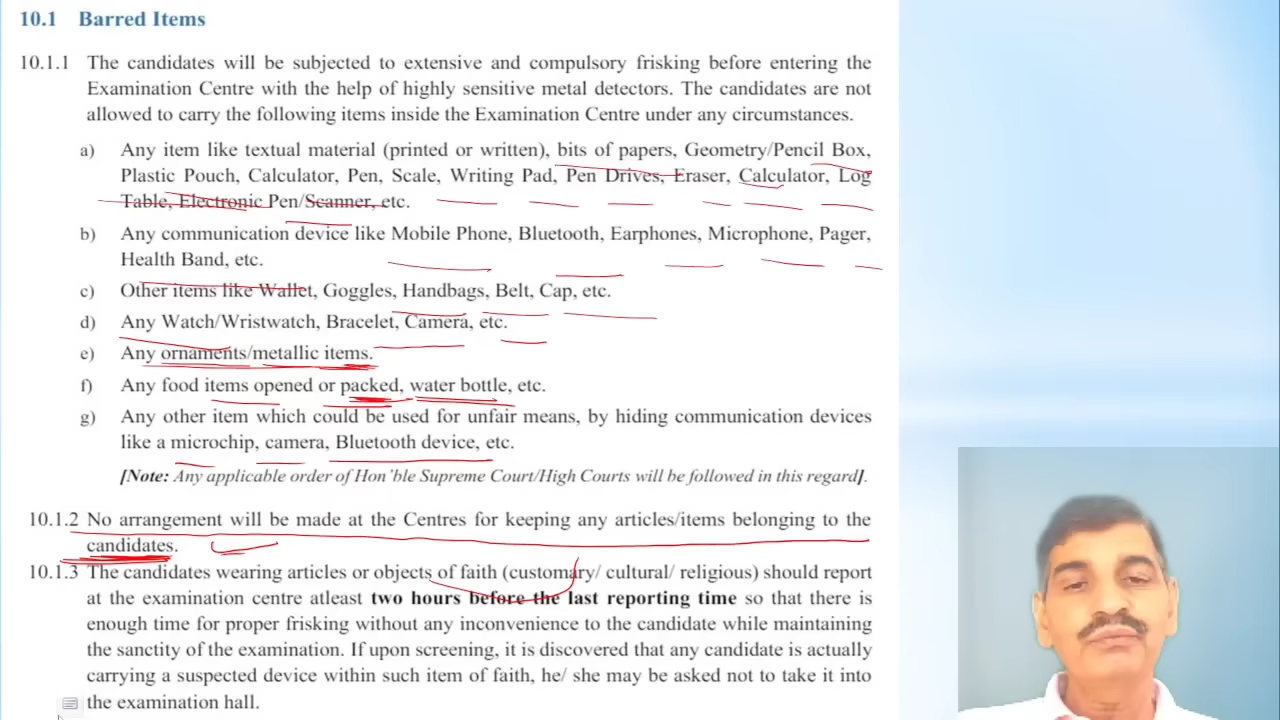 10.1 Barred Items
10.1.1 The candidates will be subjected to extensive and compulsory frisking before entering the
Examination Centre with the help of highly sensitive metal detectors. The candidates are not
allowed to carry the following items inside the Examination Centre under any circumstances.
a) Any item like textual material (printed or written), bits of papers, Geometry/Pencil Box,
Plastic Pouch, Calculator, Pen, Scale, Writing Pad, Pen Drives, Eraser, Calculator, Log
Table, Electronic Pen/Scanner, etc.
b) Any communication device like Mobile Phone, Bluetooth, Earphones, Microphone, Pager,
Health Band, etc.
c) Other items like Wallet, Goggles, Handbags, Belt, Cap, etc.
d) Any Watch/Wristwatch, Bracelet, Camera, etc.
e) Any ornaments/metallic items.
f) Any food items opened or packed, water bottle, etc.
g) Any other item which could be used for unfair means, by hiding communication devices
like a microchip, camera, Bluetooth device, etc.
[Note: Any applicable order of Hon'ble Supreme Court/High Courts will be followed in this regard].
10.1.2 No arrangement will be made at the Centres for keeping any articles/items belonging to the
candidates.
10.1.3 The candidates wearing articles or objects of faith (customary/ cultural/ religious) should report
at the examination centre atleast two hours before the last reporting time so that there is
enough time for proper frisking without any inconvenience to the candidate while maintaining
the sanctity of the examination. If upon screening, it is discovered that any candidate is actually
carrying a suspected device within such item of faith, he/ she may be asked not to take it into
the examination hall.